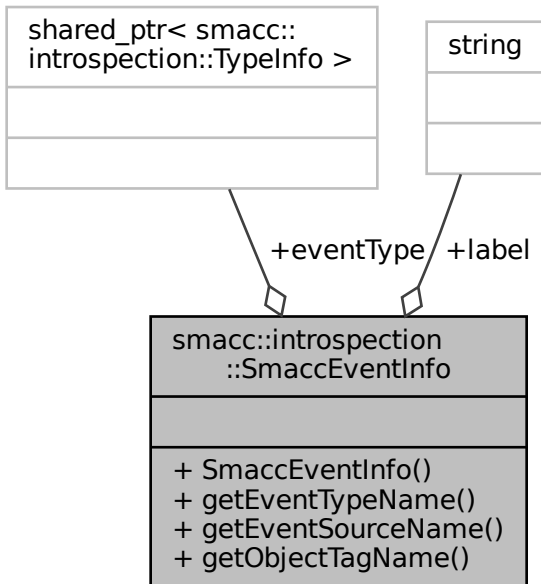 shared_ptr< smacc::
introspection::TypeInfo >
string
+eventType
+label
smacc::introspection
::SmaccEventInfo
+ SmaccEventInfo()
+ getEventTypeName()
+ getEventSourceName()
+ getObjectTagName()